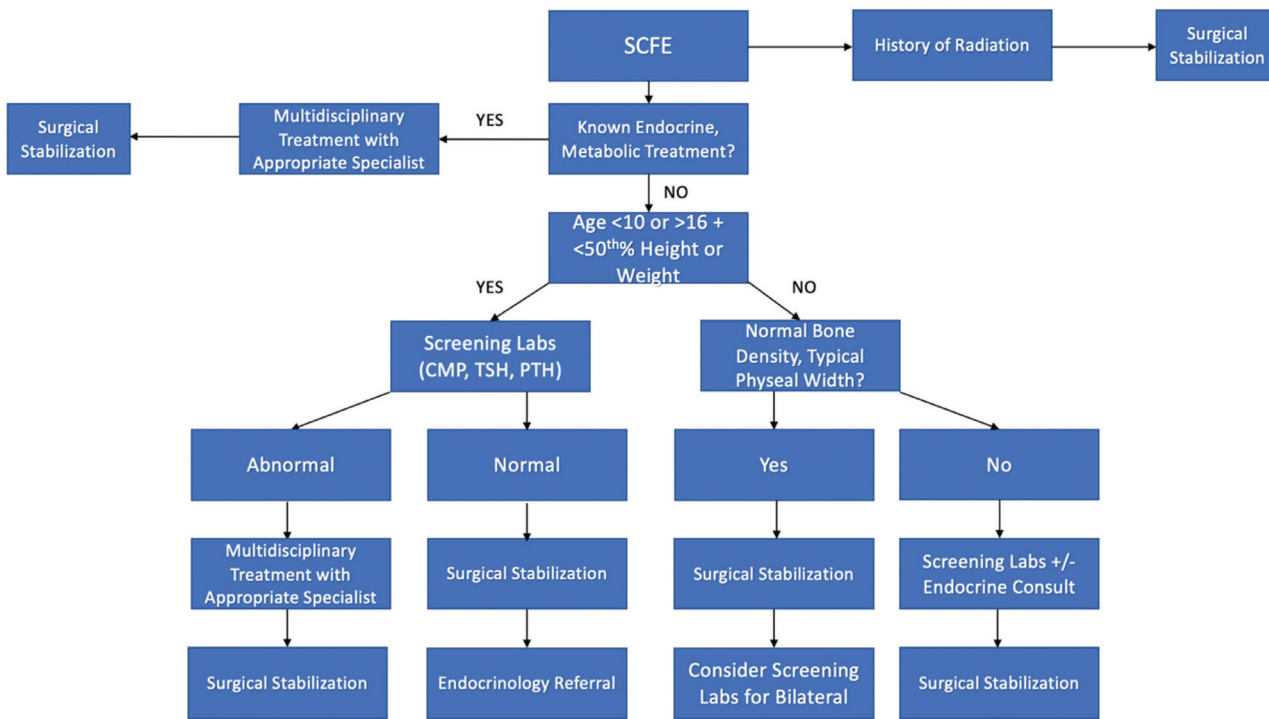 SCFE
History of Radiation
Surgical
Stabilization
Surgical
Stabilization
Multidisciplinary
Treatment with
Appropriate Specialist
YES
Known Endocrine,
Metabolic Treatment?
NO
Age <10 or >16 +
<50th% Height or
Weight
YES
NO
Screening Labs
(CMP, TSH, PTH)
Normal Bone
Density, Typical
Physeal Width?
Abnormal
Normal
Yes
No
Multidisciplinary
Treatment with
Appropriate Specialist
Surgical Stabilization
Surgical Stabilization
Screening Labs +/-
Endocrine Consult
Surgical Stabilization
Endocrinology Referral
Consider Screening
Labs for Bilateral
Surgical Stabilization